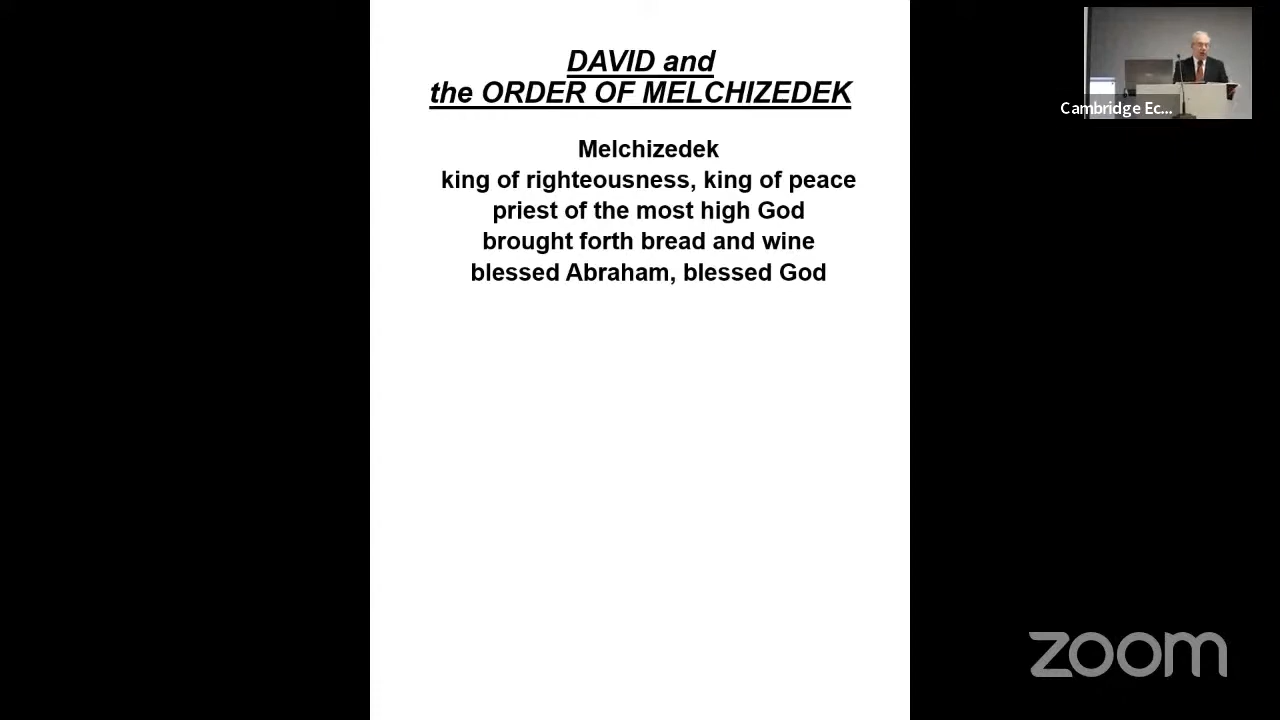 DAVID and
the ORDER OF MELCHIZEDEK
Melchizedek
king of righteousness, king of peace
priest of the most high God
brought forth bread and wine
blessed Abraham, blessed God
Cambridge Ec...
zoom